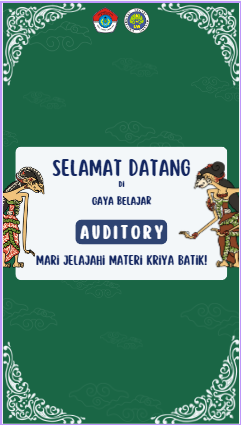 SELAMAT DATANG
DI
GAYA BELAJAR
AUDITORY
MARI JELAJAHI MATERI KRIYA BATIK!